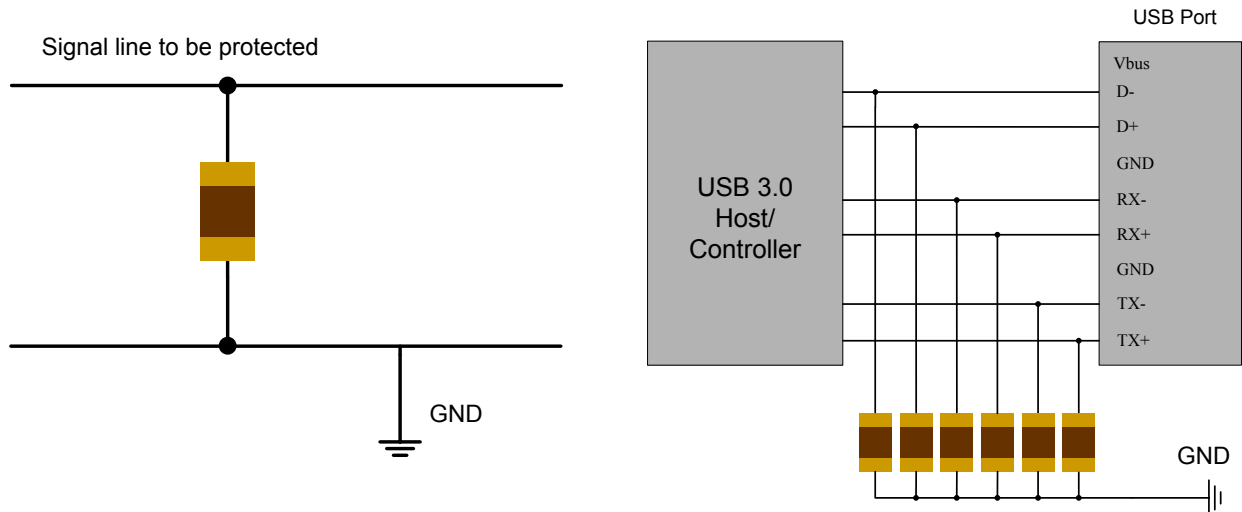 Signal line to be protected
GND
USB Port
USB 3.0
Host/
Controller
Vbus
D-
D+
GND
RX-
RX+
GND
TX-
TX+
GND